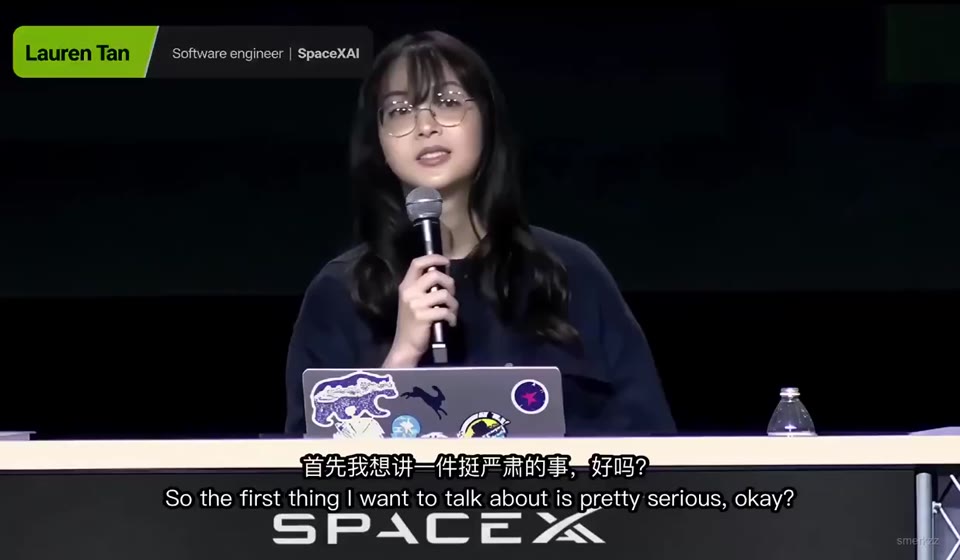 Lauren Tan
Software engineer | SpaceXAI
首先我想讲一件挺严肃的事，好吗？
So the first thing I want to talk about is pretty serious, okay?
SPACEX